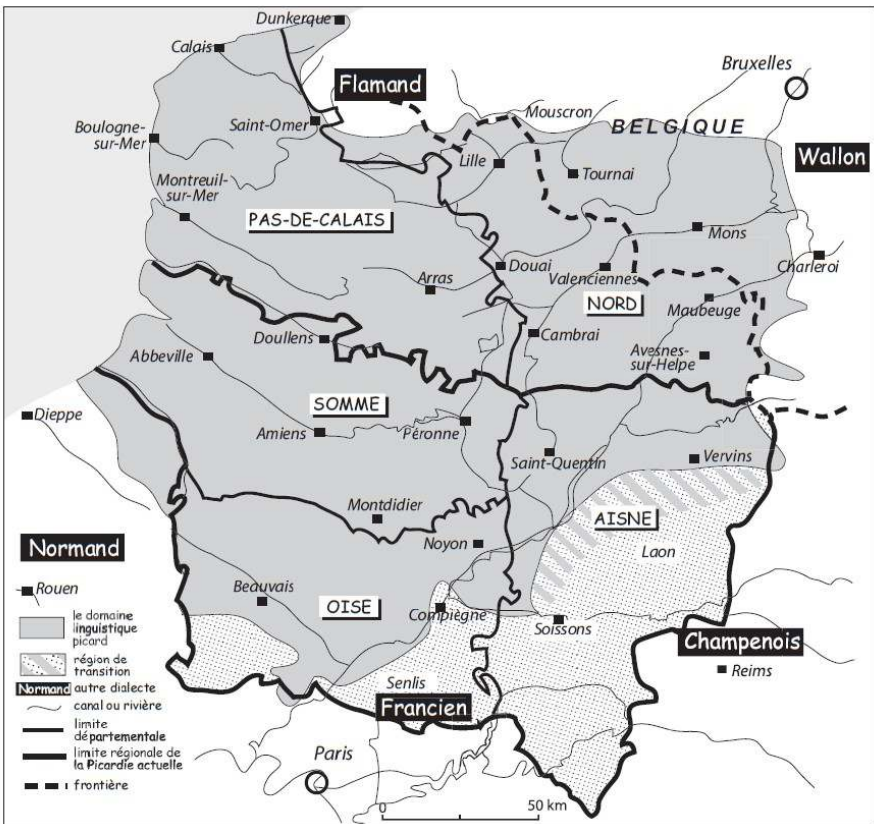 Dunkerque
Calais
Bruxelles
Flamand
Mouscron
Boulogne-
sur-Mer
Saint-Omer
BELGIQUE
Lille
Tournai
Wallon
Montreuil-
sur-Mer
PAS-DE-CALAIS
Mons
Douai
Valenciennes
Charleroi
Arras
NORD
Maubeuge
Doullens
Cambrai
Abbeville
Avesnes-
sur-Helpe
SOMME
Dieppe
Amiens
Péronne
Saint-Quentin
Vervins
Montdidier
AISNE
Normand
Noyon
Laon
Rouen
Beauvais
OISE
Compiègne
Soissons
Champenois
Reims
Senlis
Francien
Paris
le domaine
linguistique
picard
région de
transition
Normand autre dialecte
canal ou rivière
limite
départementale
limite régionale de
la Picardie actuelle
frontière
0 50 km